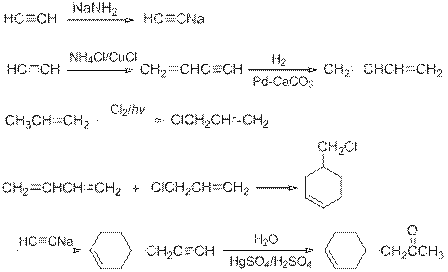 HC≡CH NaNH2 HC≡CNa
HC≡CH NH4Cl/CuCl CH2=CHC≡CH H2 Pd-CaCO3 CH2 CHCH=CH2
CH3CH=CH2 Cl2/hν ClCH2CH=CH2
CH2Cl
CH2=CHCH=CH2 + ClCH2CH=CH2
HC≡CNa CH2C≡CH H2O HgSO4/H2SO4 O CH2CCH3